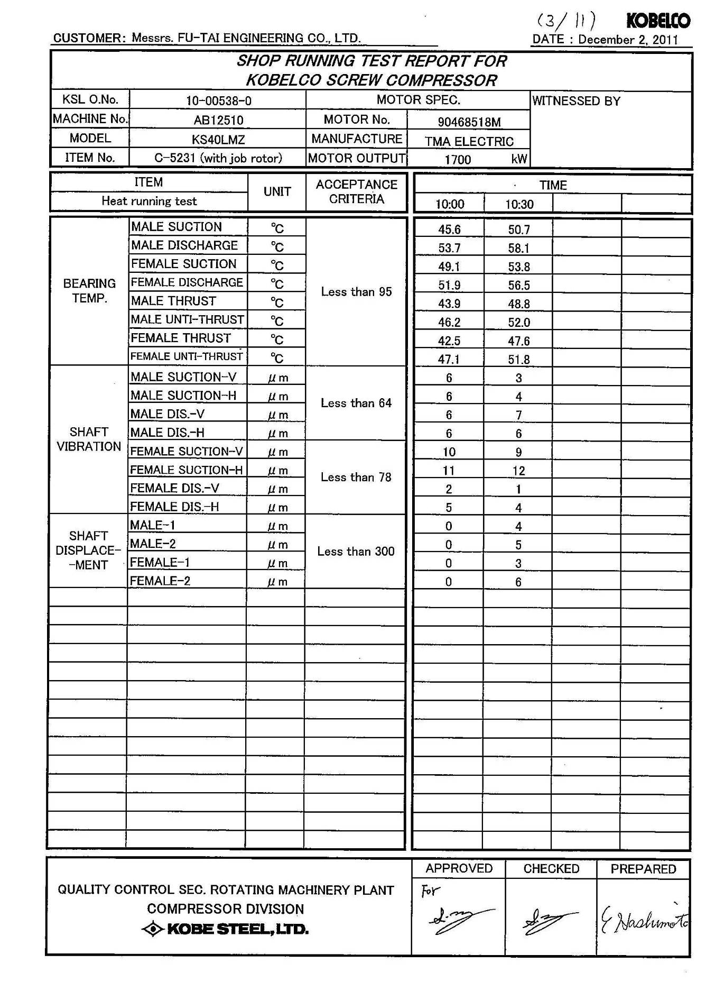 (3/11) KOBELCO
CUSTOMER: Messrs. FU-TAI ENGINEERING CO., LTD. DATE : December 2, 2011
SHOP RUNNING TEST REPORT FOR
KOBELCO SCREW COMPRESSOR
KSL O.No. 10-00538-0 MOTOR SPEC. WITNESSED BY
MACHINE No. AB12510 MOTOR No. 90468518M
MODEL KS40LMZ MANUFACTURE TMA ELECTRIC
ITEM No. C-5231 (with job rotor) MOTOR OUTPUT 1700 kW
ITEM UNIT ACCEPTANCE CRITERIA TIME
Heat running test 10:00 10:30
BEARING TEMP.
Less than 95
MALE SUCTION ℃ 45.6 50.7
MALE DISCHARGE ℃ 53.7 58.1
FEMALE SUCTION ℃ 49.1 53.8
FEMALE DISCHARGE ℃ 51.9 56.5
MALE THRUST ℃ 43.9 48.8
MALE UNTI-THRUST ℃ 46.2 52.0
FEMALE THRUST ℃ 42.5 47.6
FEMALE UNTI-THRUST ℃ 47.1 51.8
SHAFT VIBRATION
Less than 64
MALE SUCTION-V μm 6 3
MALE SUCTION-H μm 6 4
MALE DIS.-V μm 6 7
MALE DIS.-H μm 6 6
Less than 78
FEMALE SUCTION-V μm 10 9
FEMALE SUCTION-H μm 11 12
FEMALE DIS.-V μm 2 1
FEMALE DIS.-H μm 5 4
SHAFT DISPLACE-
-MENT
Less than 300
MALE-1 μm 0 4
MALE-2 μm 0 5
FEMALE-1 μm 0 3
FEMALE-2 μm 0 6
APPROVED CHECKED PREPARED
QUALITY CONTROL SEC. ROTATING MACHINERY PLANT
COMPRESSOR DIVISION
KOBE STEEL, LTD.
For
Hashimoto